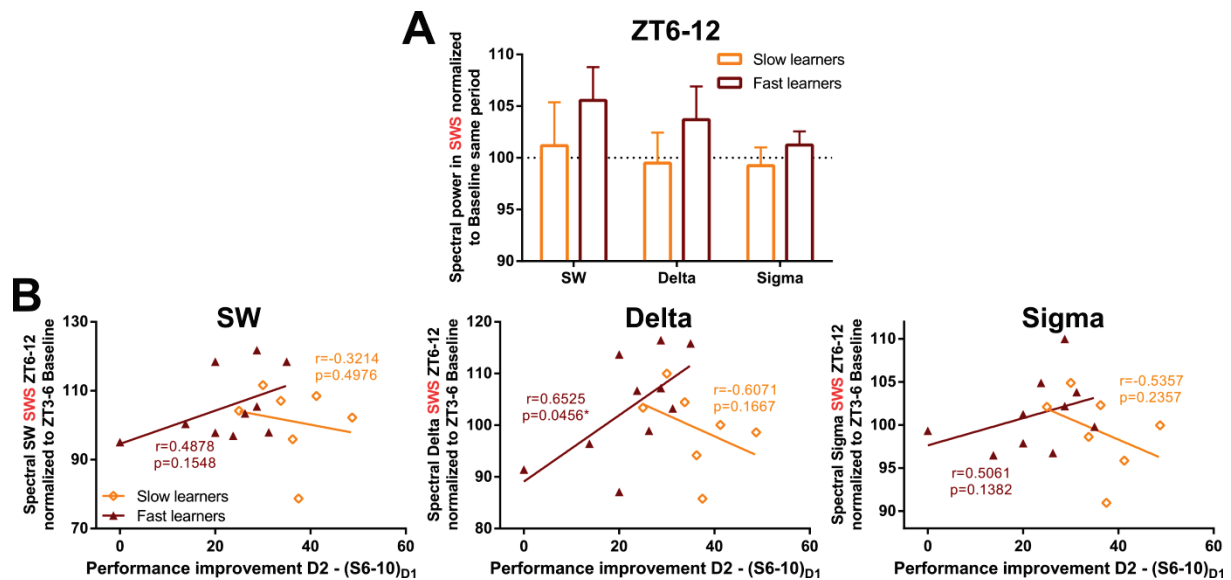 A
ZT6-12
Spectral power in SWS normalized
to Baseline same period
110
105
100
95
90
Slow learners
Fast learners
SW
Delta
Sigma
B
SW
Spectral SW SWS ZT6-12
normalized to ZT3-6 Baseline
130
110
90
70
r=-0.3214
p=0.4976
r=0.4878
p=0.1548
Slow learners
Fast learners
0
20
40
60
Performance improvement D2 - (S6-10)D1
Delta
Spectral Delta SWS ZT6-12
normalized to ZT3-6 Baseline
120
110
100
90
80
r=0.6525
p=0.0456*
r=-0.6071
p=0.1667
0
20
40
60
Performance improvement D2 - (S6-10)D1
Sigma
Spectral Sigma SWS ZT6-12
normalized to ZT3-6 Baseline
110
105
100
95
90
r=-0.5357
p=0.2357
r=0.5061
p=0.1382
0
20
40
60
Performance improvement D2 - (S6-10)D1